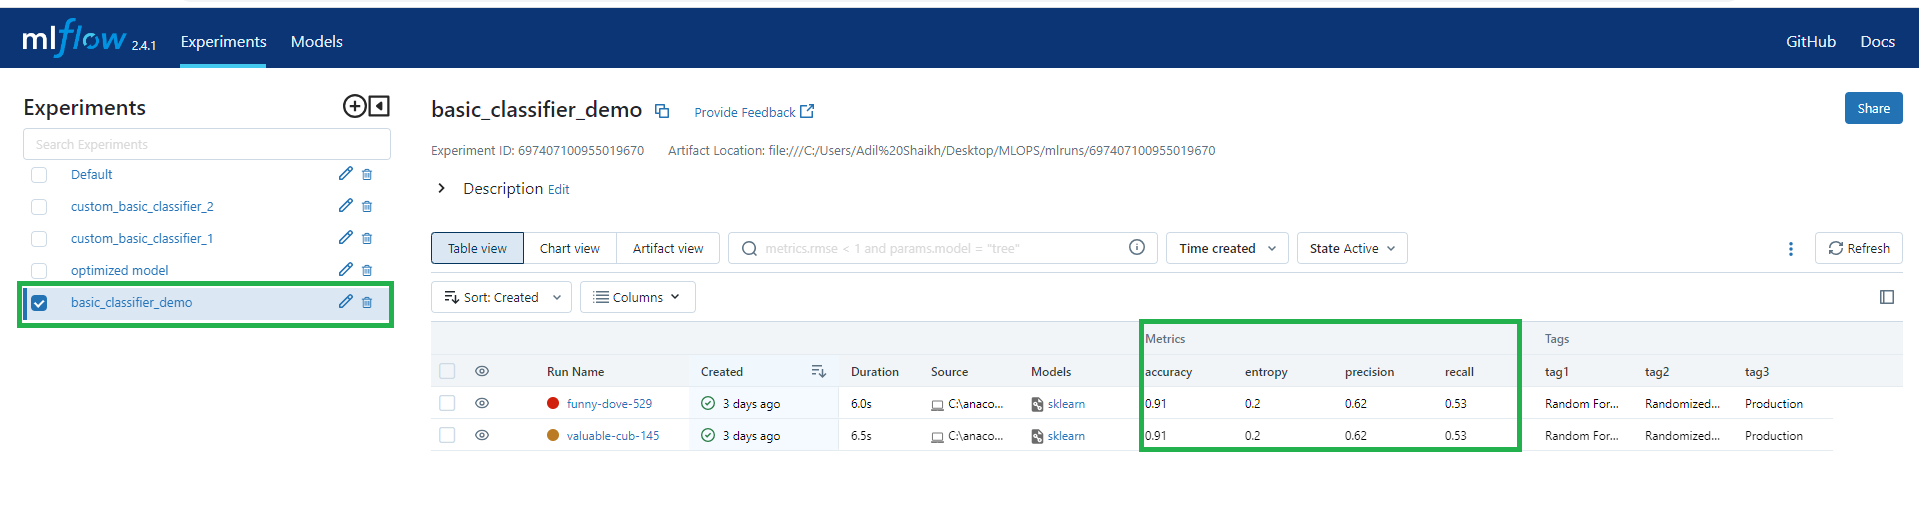 mlflow 2.4.1 Experiments Models GitHub Docs
Experiments
Search Experiments
Default
custom_basic_classifier_2
custom_basic_classifier_1
optimized model
basic_classifier_demo
basic_classifier_demo Provide Feedback Share
Experiment ID: 697407100955019670 Artifact Location: file:///C:/Users/Adil%20Shaikh/Desktop/MLOPS/mlruns/697407100955019670
Description Edit
Table view Chart view Artifact view metrics.rmse < 1 and params.model = "tree" Time created State Active Refresh
Sort: Created Columns
Metrics Tags
Run Name Created Duration Source Models accuracy entropy precision recall tag1 tag2 tag3
funny-dove-529 3 days ago 6.0s C:\anaco... sklearn 0.91 0.2 0.62 0.53 Random For... Randomized... Production
valuable-cub-145 3 days ago 6.5s C:\anaco... sklearn 0.91 0.2 0.62 0.53 Random For... Randomized... Production